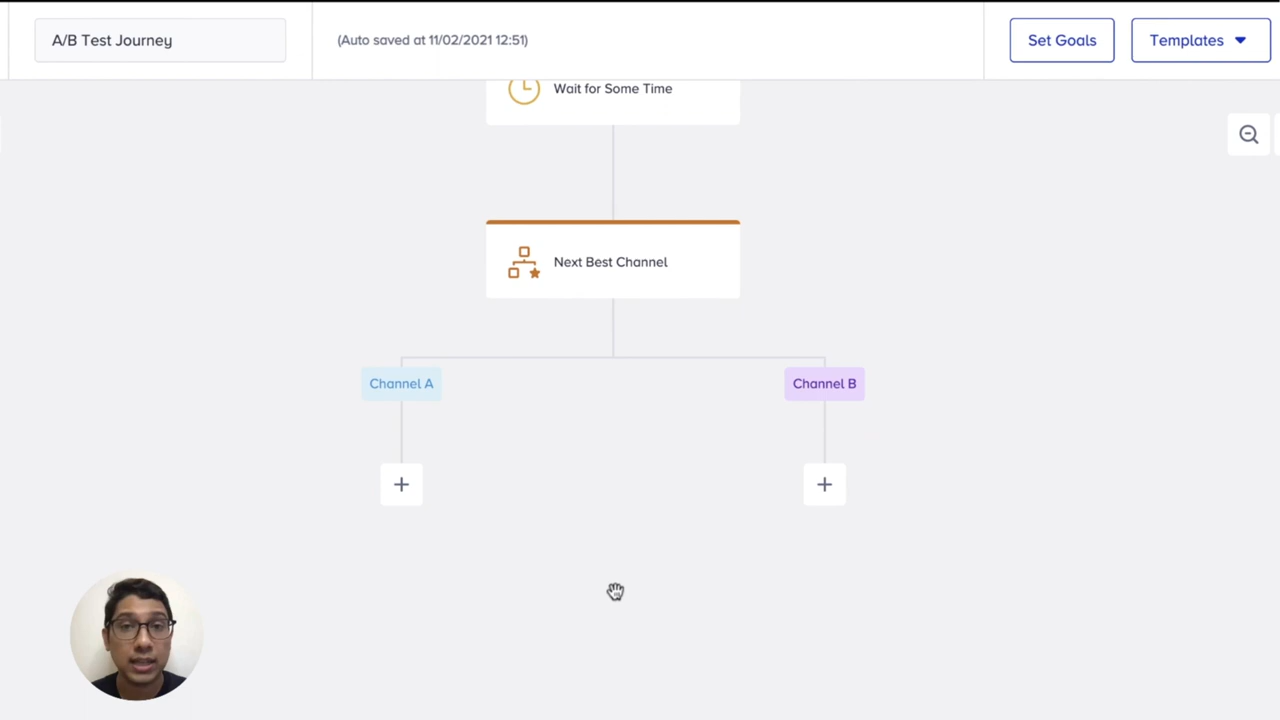 A/B Test Journey
(Auto saved at 11/02/2021 12:51)
Set Goals
Templates
Wait for Some Time
Next Best Channel
Channel A
Channel B